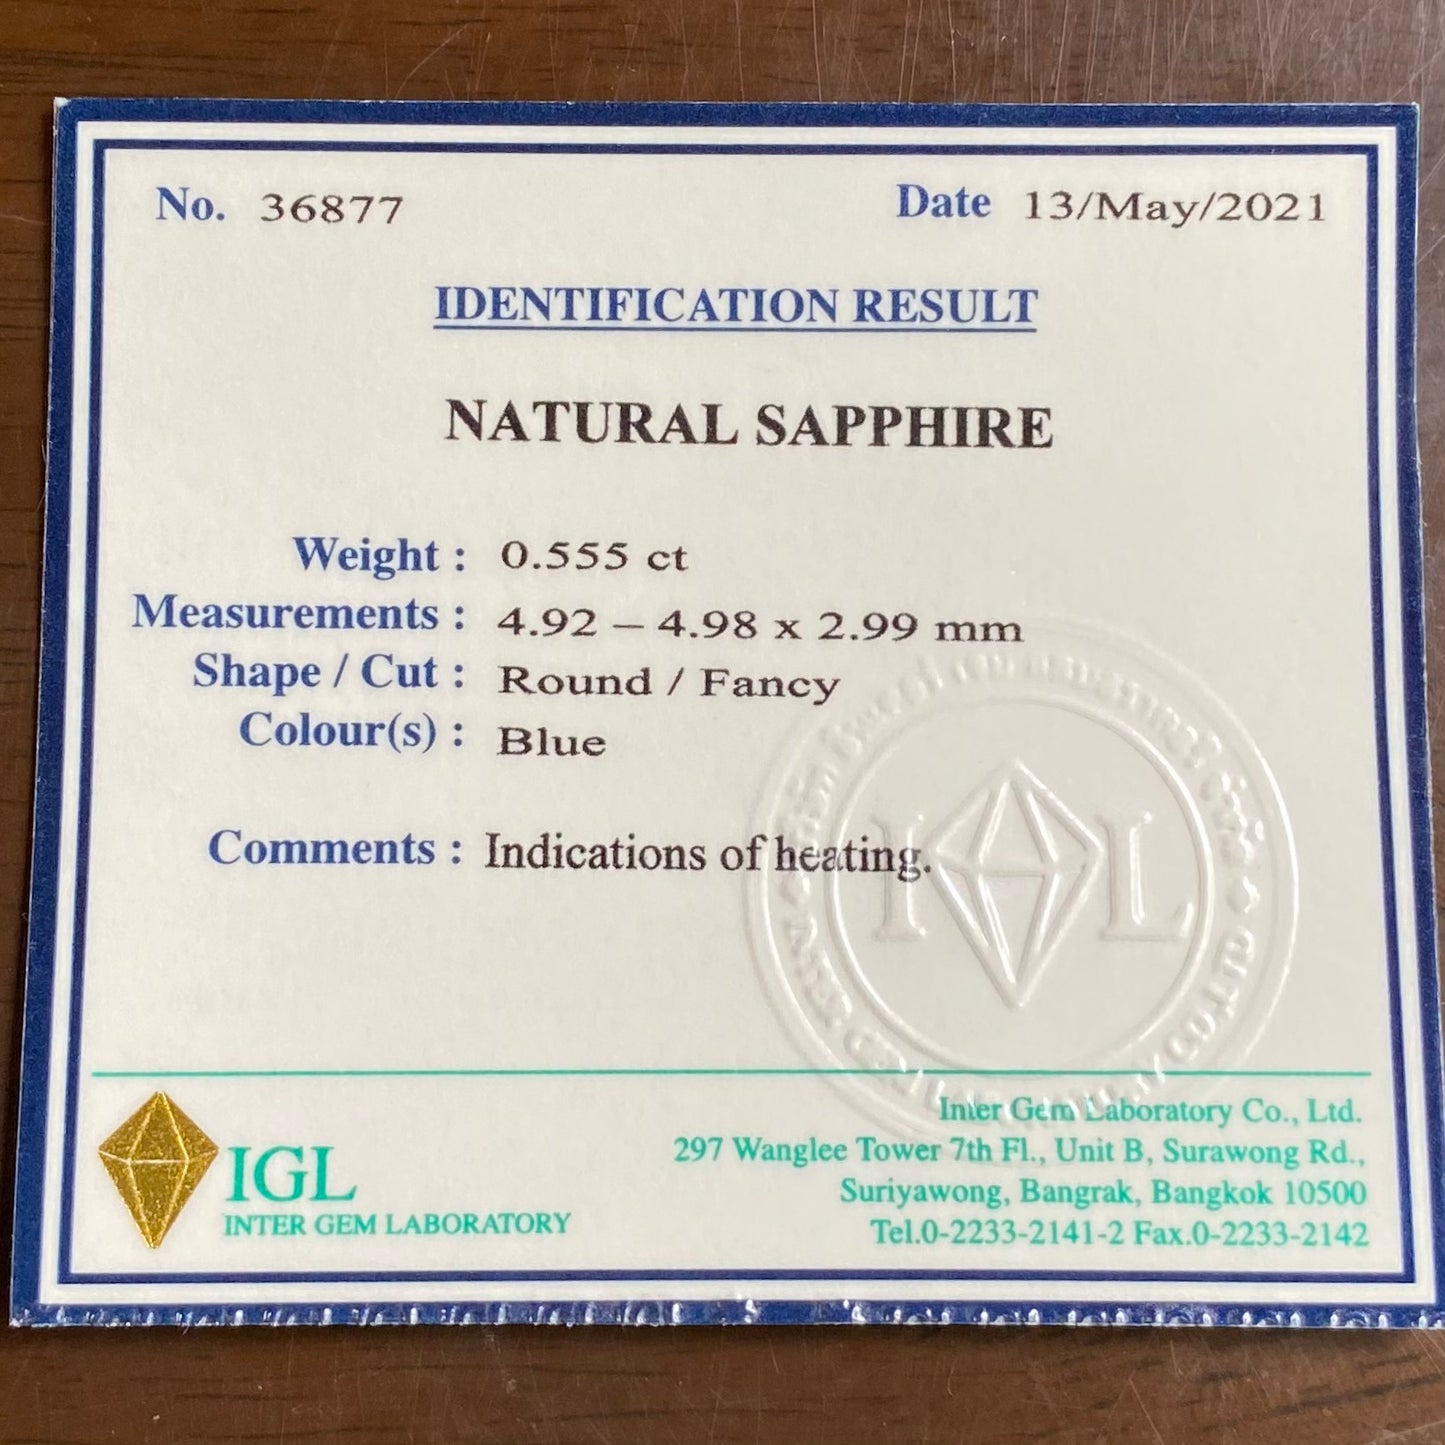 No. 36877 Date 13/May/2021
IDENTIFICATION RESULT
NATURAL SAPPHIRE
Weight : 0.555 ct
Measurements : 4.92 – 4.98 x 2.99 mm
Shape / Cut : Round / Fancy
Colour(s) : Blue
Comments : Indications of heating.
I L
IGL
INTER GEM LABORATORY
Inter Gem Laboratory Co., Ltd.
297 Wanglee Tower 7th Fl., Unit B, Surawong Rd.,
Suriyawong, Bangrak, Bangkok 10500
Tel.0-2233-2141-2 Fax.0-2233-2142